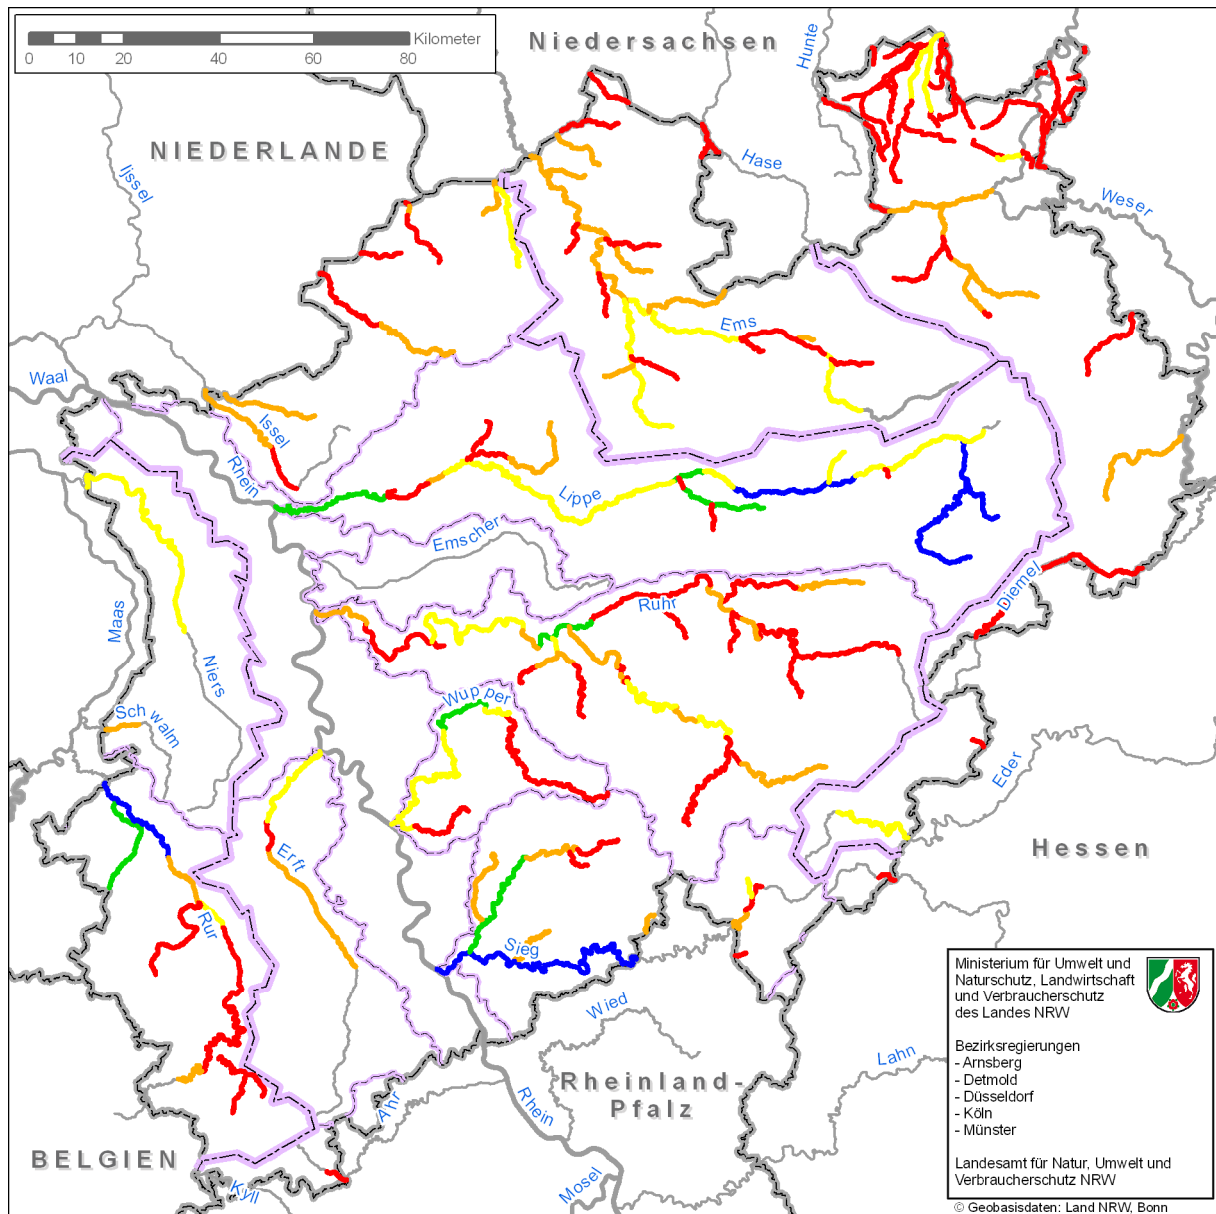 Kilometer
0 10 20 40 60 80
Niedersachsen
Hunte
NIEDERLANDE
Ijssel
Hase
Weser
Ems
Waal
Issel
Rhein
Lippe
Emscher
Maas
Ruhr
Diemel
Niers
Schwalm
Wupper
Eder
Hessen
Erft
Rur
Sieg
Wied
Lahn
Rheinland-
Pfalz
Rhein
Ahr
BELGIEN
Kyll
Mosel
Ministerium für Umwelt und
Naturschutz, Landwirtschaft
und Verbraucherschutz
des Landes NRW
Bezirksregierungen
- Arnsberg
- Detmold
- Düsseldorf
- Köln
- Münster
Landesamt für Natur, Umwelt und
Verbraucherschutz NRW
© Geobasisdaten: Land NRW, Bonn